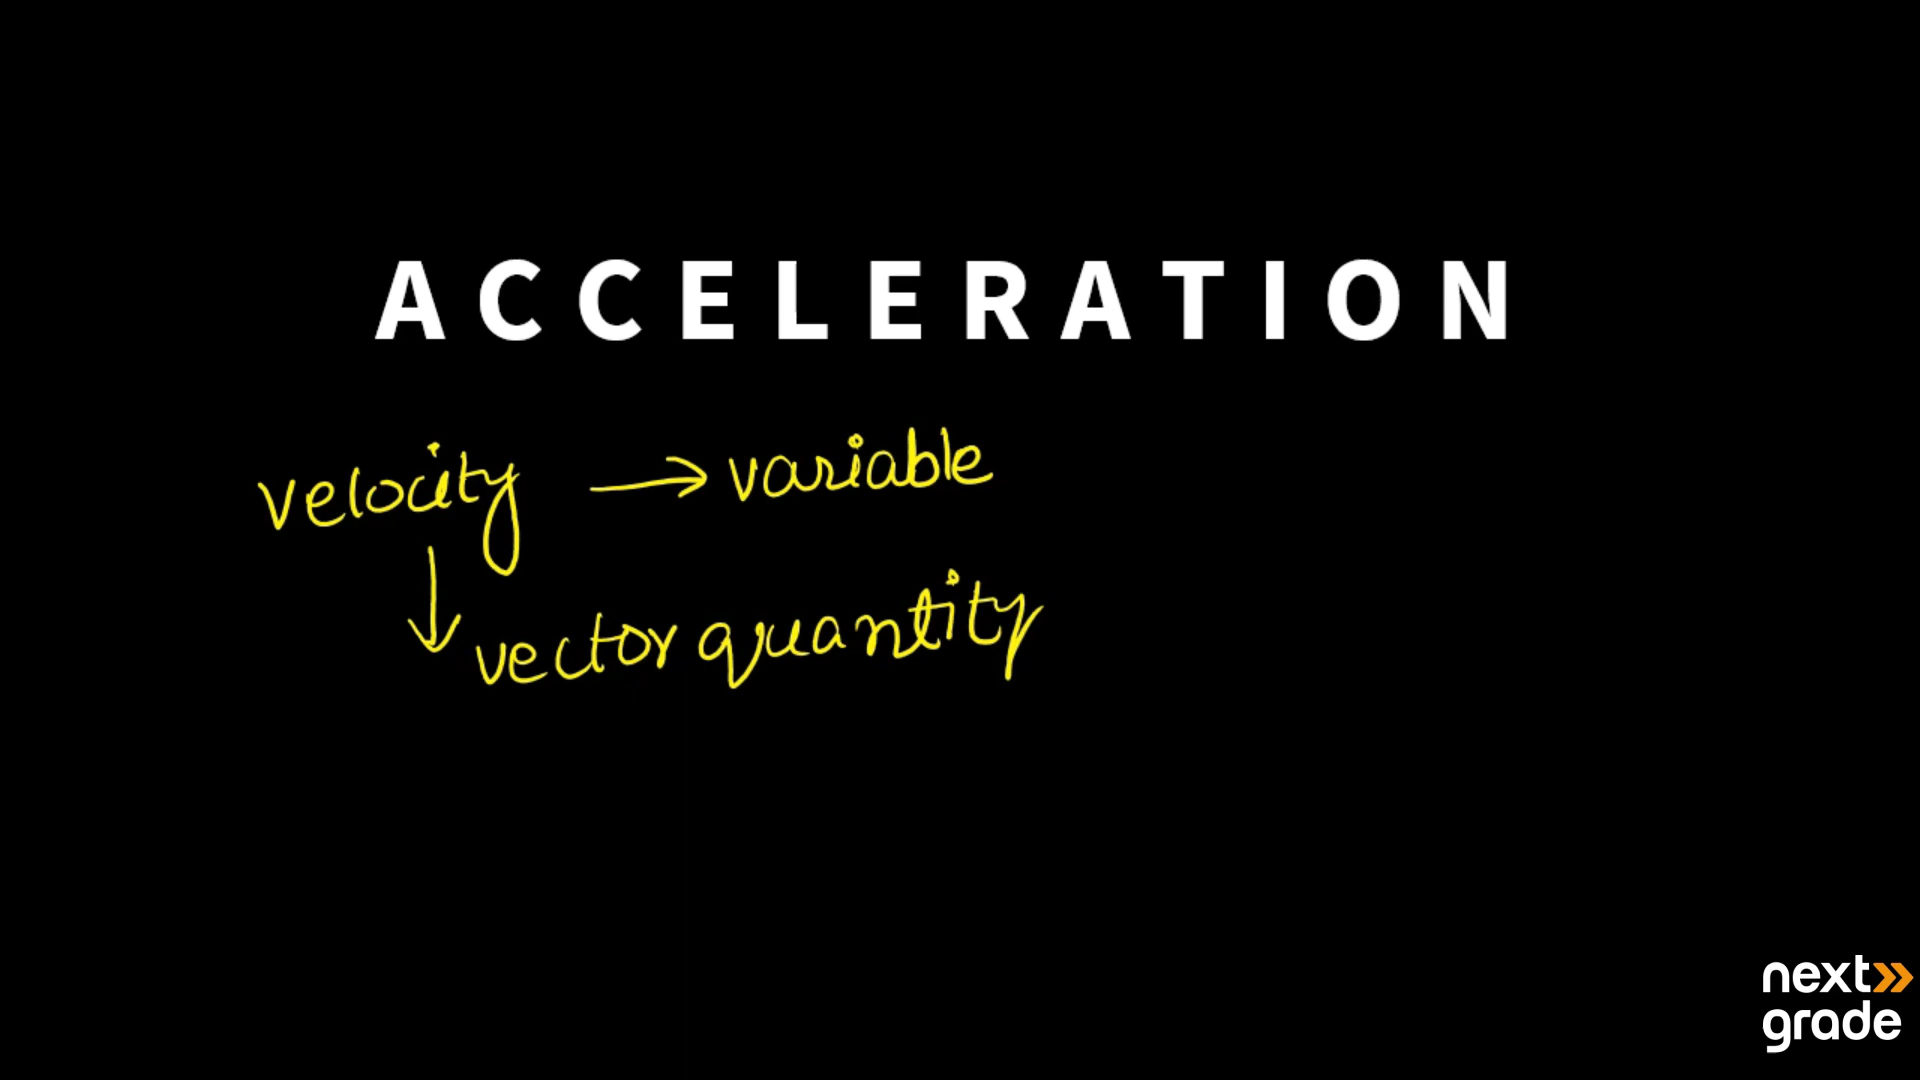 ACCELERATION
velocity → variable
↓ vector quantity
next
grade